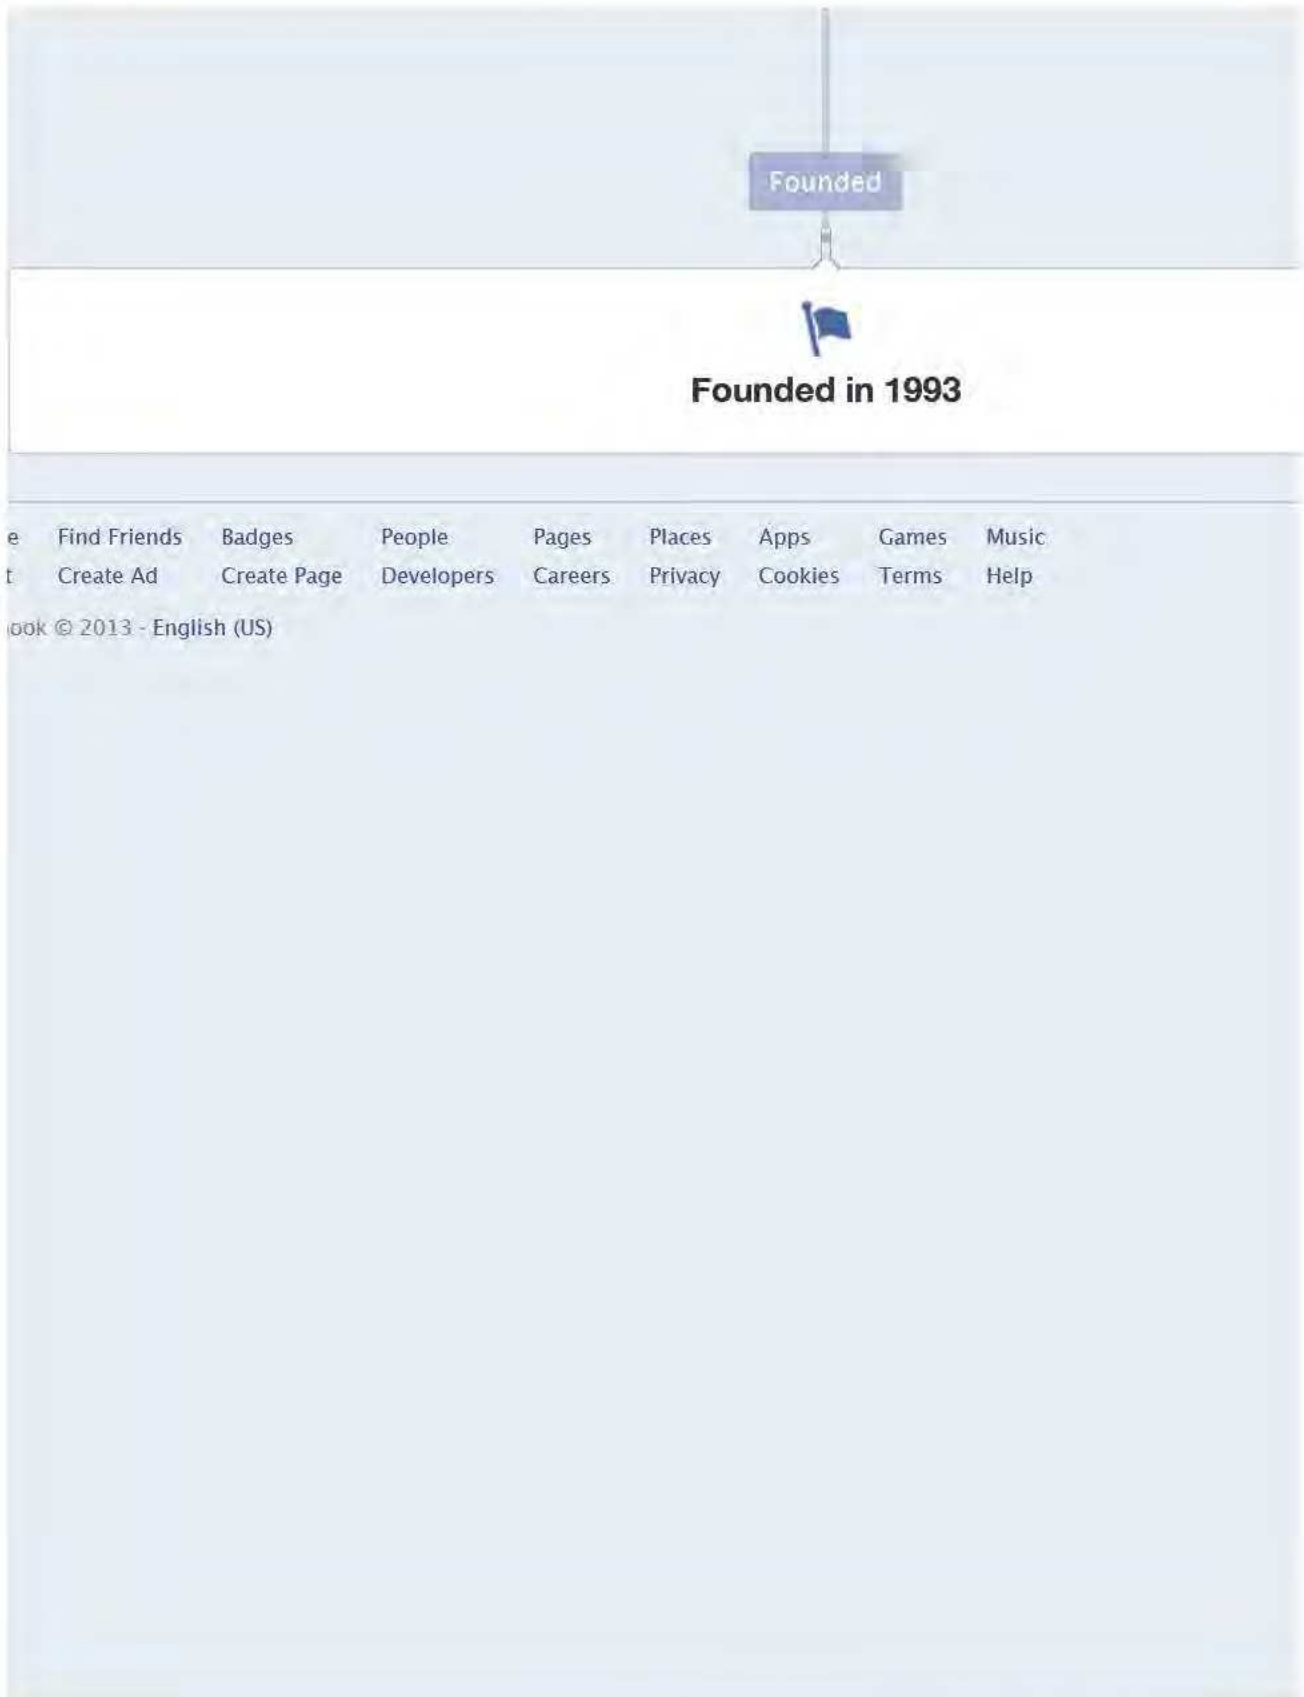 Founded
Founded in 1993
e Find Friends Badges People Pages Places Apps Games Music
t Create Ad Create Page Developers Careers Privacy Cookies Terms Help
ook © 2013 - English (US)